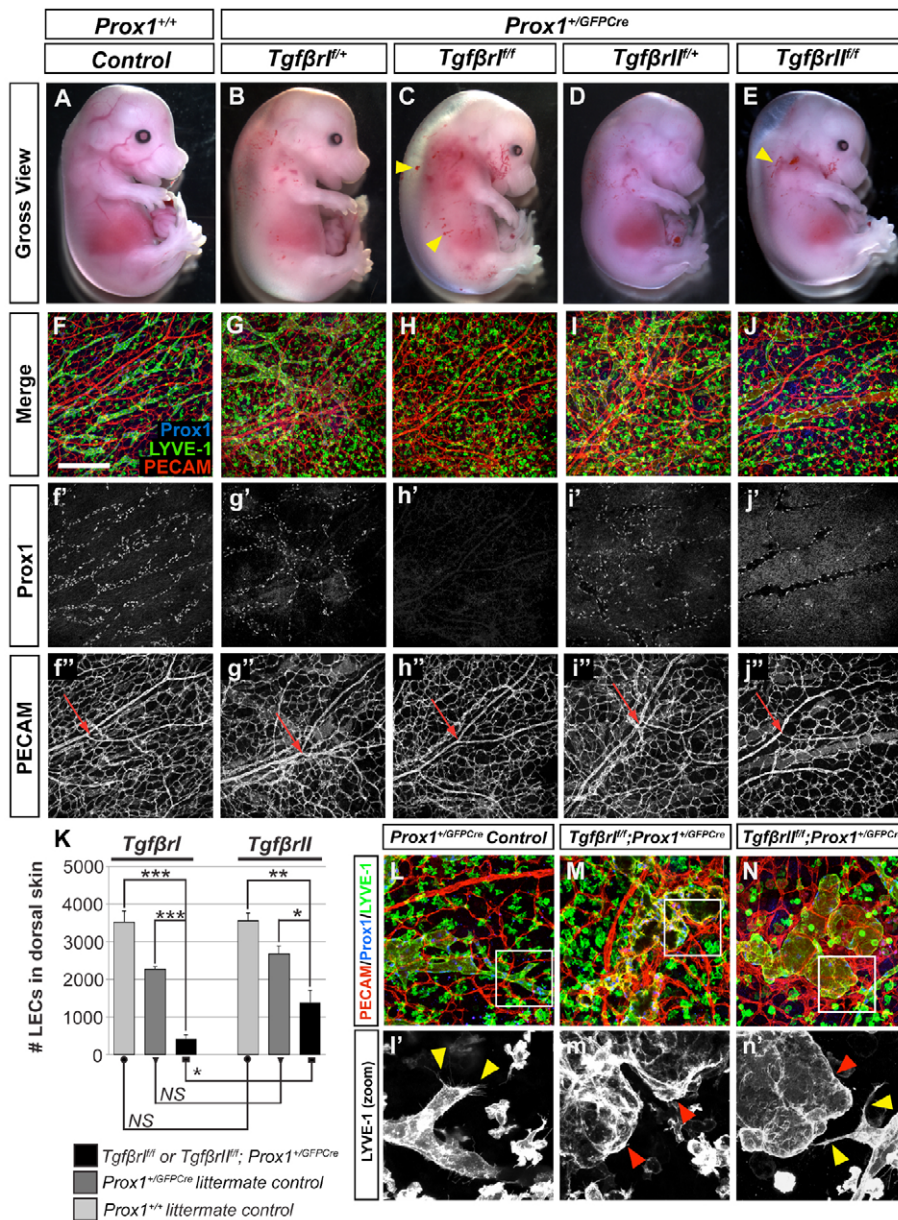 Prox1+/+
Prox1+/GFPCre
Control
TgfβrIf/+
TgfβrIf/f
TgfβrIIf/+
TgfβrIIf/f
Gross View
A
B
C
D
E
Merge
F
G
H
I
J
Prox1
LYVE-1
PECAM
Prox1
f'
g'
h'
i'
j'
PECAM
f''
g''
h''
i''
j''
K
TgfβrI
TgfβrII
# LECs in dorsal skin
5000
4000
3000
2000
1000
0
***
***
**
*
*
NS
NS
TgfβrIf/f or TgfβrIIf/f; Prox1+/GFPCre
Prox1+/GFPCre littermate control
Prox1+/+ littermate control
Prox1+/GFPCre Control
TgfβrIf/f;Prox1+/GFPCre
TgfβrIIf/f;Prox1+/GFPCre
PECAM/Prox1/LYVE-1
L
M
N
LYVE-1 (zoom)
l'
m'
n'